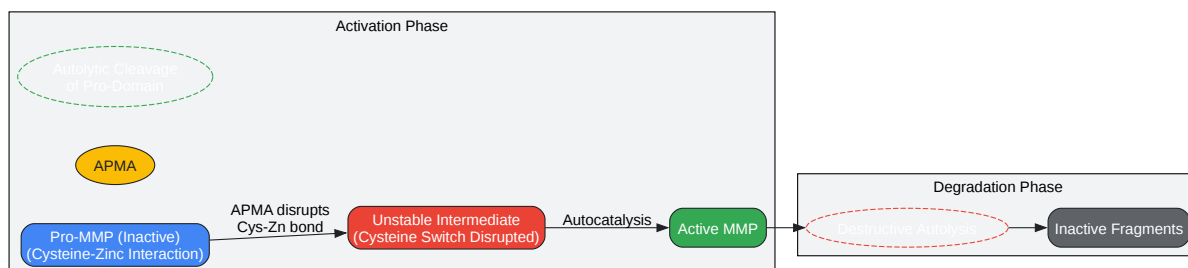 Activation Phase
Autolytic Cleavage
of Pro-Domain
APMA
Pro-MMP (Inactive)
(Cysteine-Zinc Interaction)
APMA disrupts
Cys-Zn bond
Unstable Intermediate
(Cysteine Switch Disrupted)
Autocatalysis
Active MMP
Degradation Phase
Destructive Autolysis
Inactive Fragments